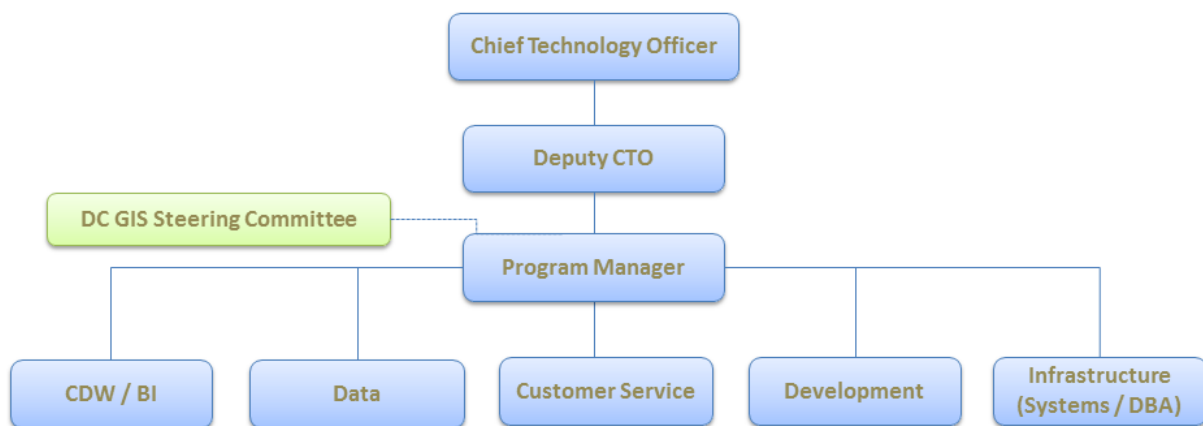 Chief Technology Officer
Deputy CTO
DC GIS Steering Committee
Program Manager
CDW / BI
Data
Customer Service
Development
Infrastructure
(Systems / DBA)